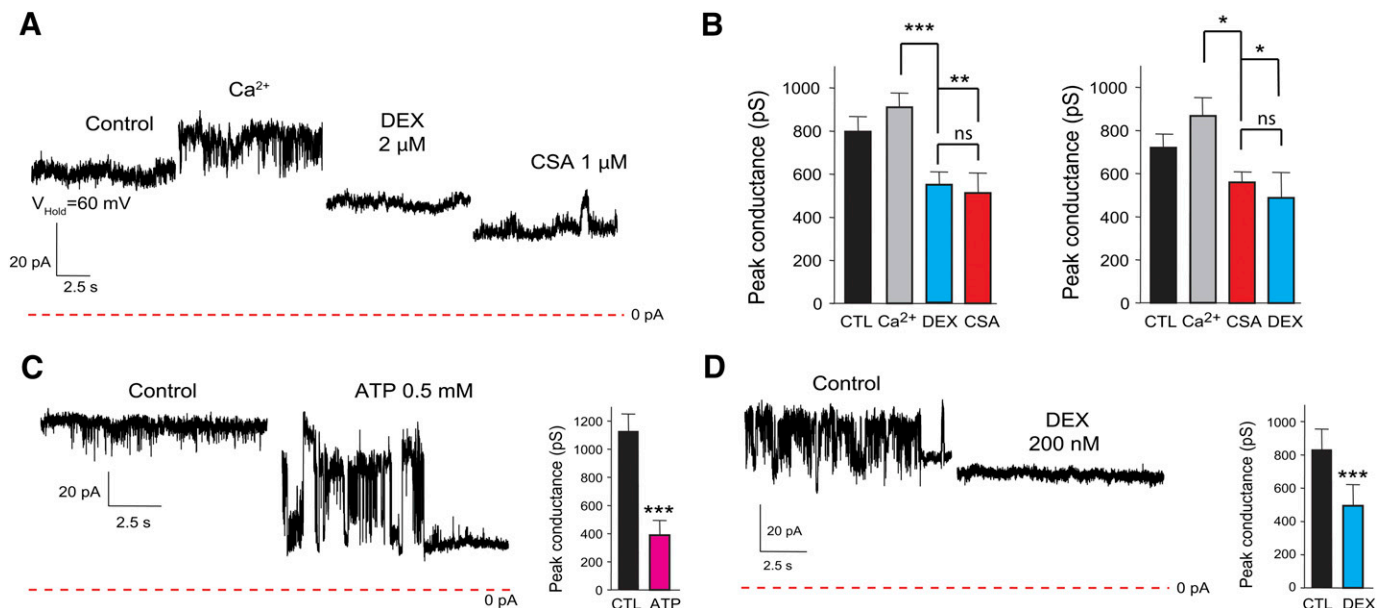 A
Control
Ca2+
DEX
2 µM
CSA 1 µM
VHold=60 mV
20 pA
2.5 s
0 pA
B
Peak conductance (pS)
1000
800
600
400
200
0
***
**
ns
CTL Ca2+ DEX CSA
Peak conductance (pS)
1000
800
600
400
200
0
*
*
ns
CTL Ca2+ CSA DEX
C
Control
ATP 0.5 mM
20 pA
2.5 s
0 pA
Peak conductance (pS)
1200
1000
800
600
400
200
0
***
CTL ATP
D
Control
DEX
200 nM
20 pA
2.5 s
0 pA
Peak conductance (pS)
1000
800
600
400
200
0
***
CTL DEX